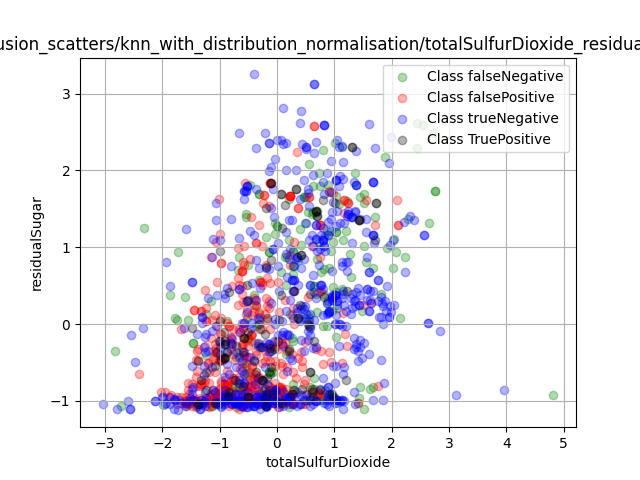 usion_scatters/knn_with_distribution_normalisation/totalSulfurDioxide_residua
Class falseNegative
Class falsePositive
Class trueNegative
Class TruePositive
3
2
1
0
−1
residualSugar
−3 −2 −1 0 1 2 3 4 5
totalSulfurDioxide